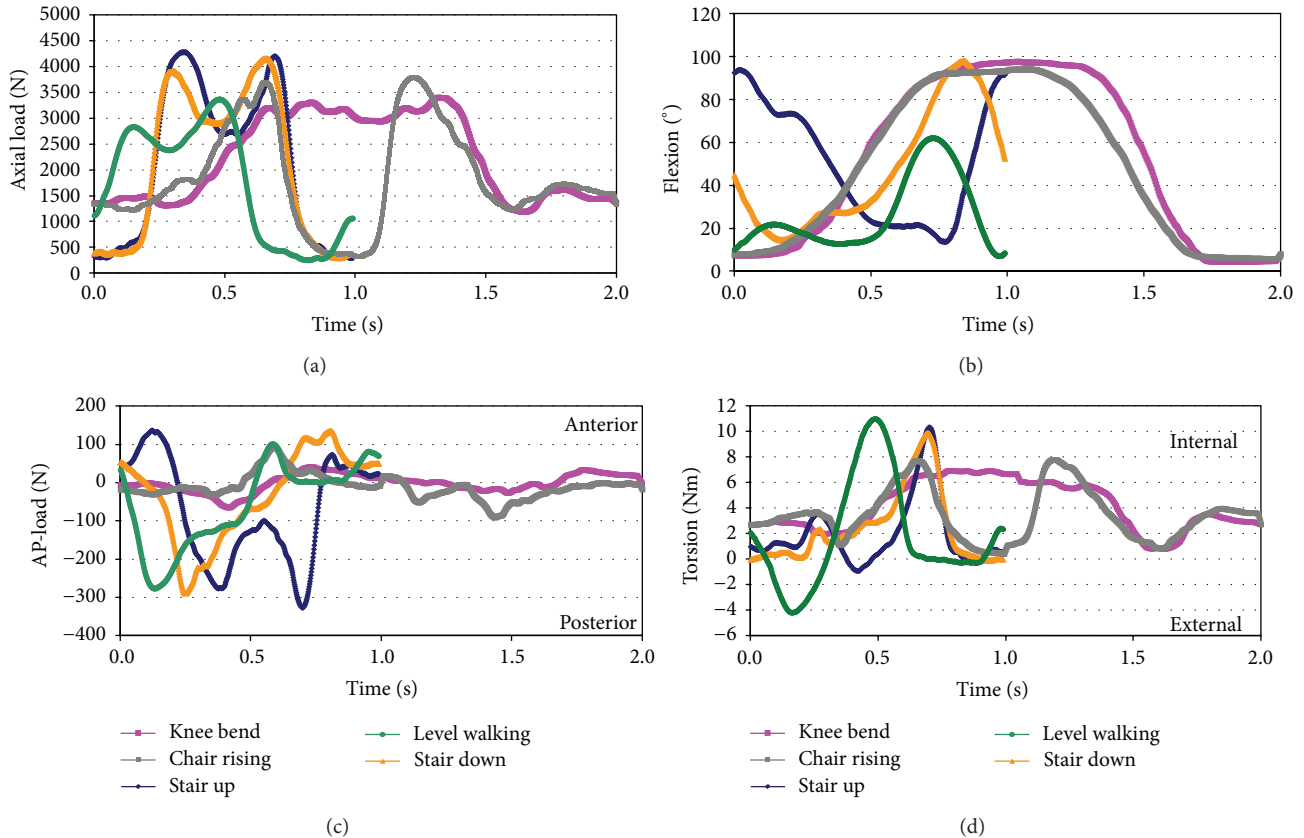 5000
4500
4000
3500
3000
2500
2000
1500
1000
500
0
Axial load (N)
0.0 0.5 1.0 1.5 2.0
Time (s)
(a)
120
100
80
60
40
20
0
Flexion (°)
0.0 0.5 1.0 1.5 2.0
Time (s)
(b)
200
100
0
−100
−200
−300
−400
AP-load (N)
Anterior
Posterior
0.0 0.5 1.0 1.5 2.0
Time (s)
Knee bend
Chair rising
Stair up
Level walking
Stair down
(c)
12
10
8
6
4
2
0
−2
−4
−6
Torsion (Nm)
Internal
External
0.0 0.5 1.0 1.5 2.0
Time (s)
Knee bend
Chair rising
Stair up
Level walking
Stair down
(d)